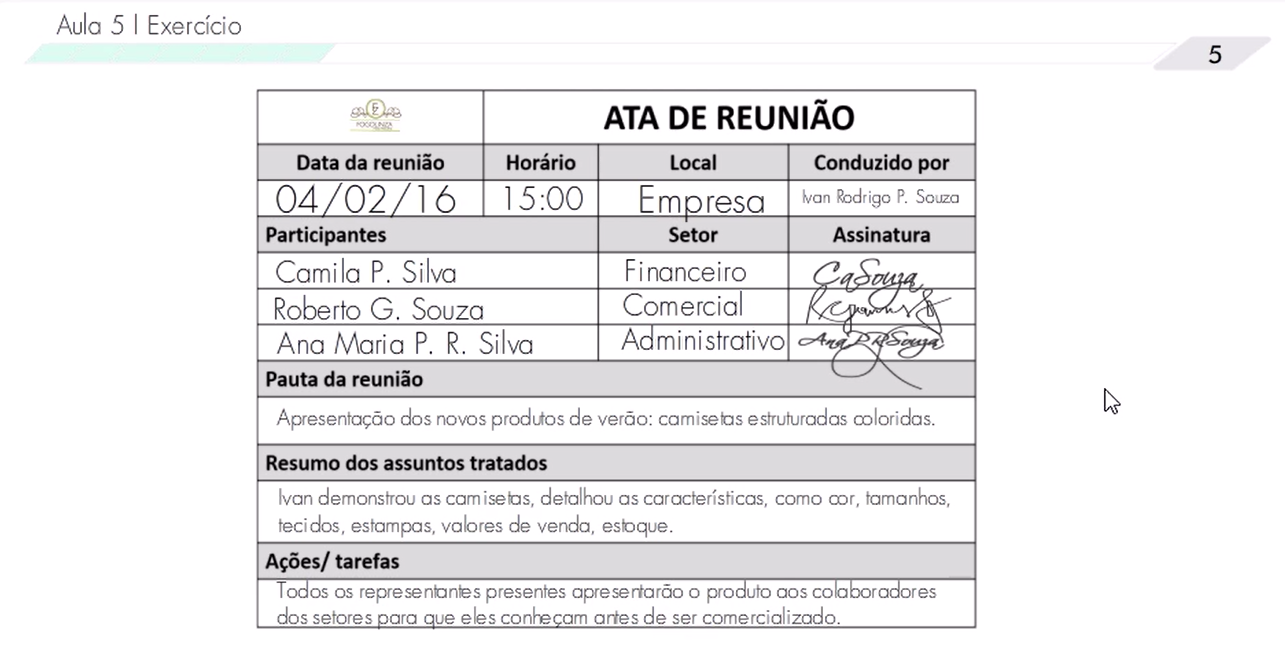 Aula 5 | Exercício
5
FOGOLINZA
ATA DE REUNIÃO
Data da reunião Horário Local Conduzido por
04/02/16 15:00 Empresa Ivan Rodrigo P. Souza
Participantes Setor Assinatura
Camila P. Silva Financeiro CaSouza
Roberto G. Souza Comercial
Ana Maria P. R. Silva Administrativo Ana P R Souza
Pauta da reunião
Apresentação dos novos produtos de verão: camisetas estruturadas coloridas.
Resumo dos assuntos tratados
Ivan demonstrou as camisetas, detalhou as características, como cor, tamanhos,
tecidos, estampas, valores de venda, estoque.
Ações/ tarefas
Todos os representantes presentes apresentarão o produto aos colaboradores
dos setores para que eles conheçam antes de ser comercializado.